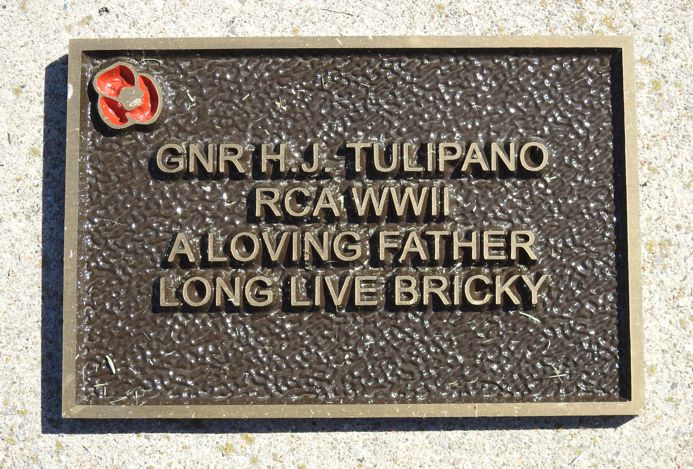 GNR H.J. TULIPANO
RCA WWII
A LOVING FATHER
LONG LIVE BRICKY